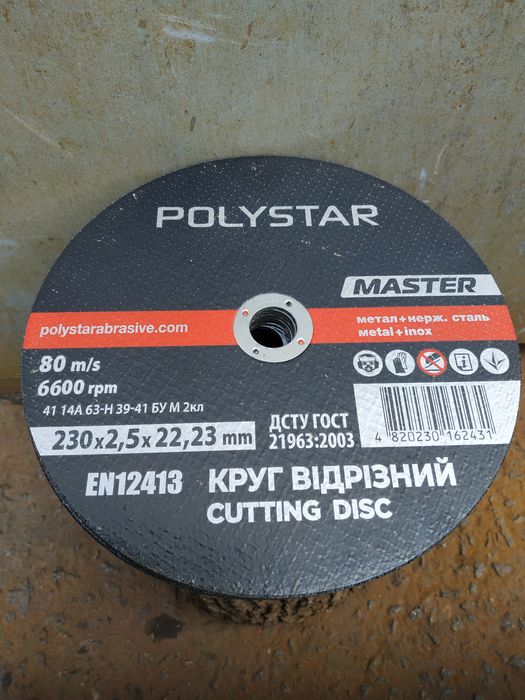 POLYSTAR
MASTER
polystarabrasive.com
метал+нерж. сталь
metal+inox
80 m/s
6600 rpm
41 14А 63-Н 39-41 БУ М 2кл
230x2,5x22,23 mm
ДСТУ ГОСТ
21963:2003
4 820230 162431
EN12413
КРУГ ВІДРІЗНИЙ
CUTTING DISC